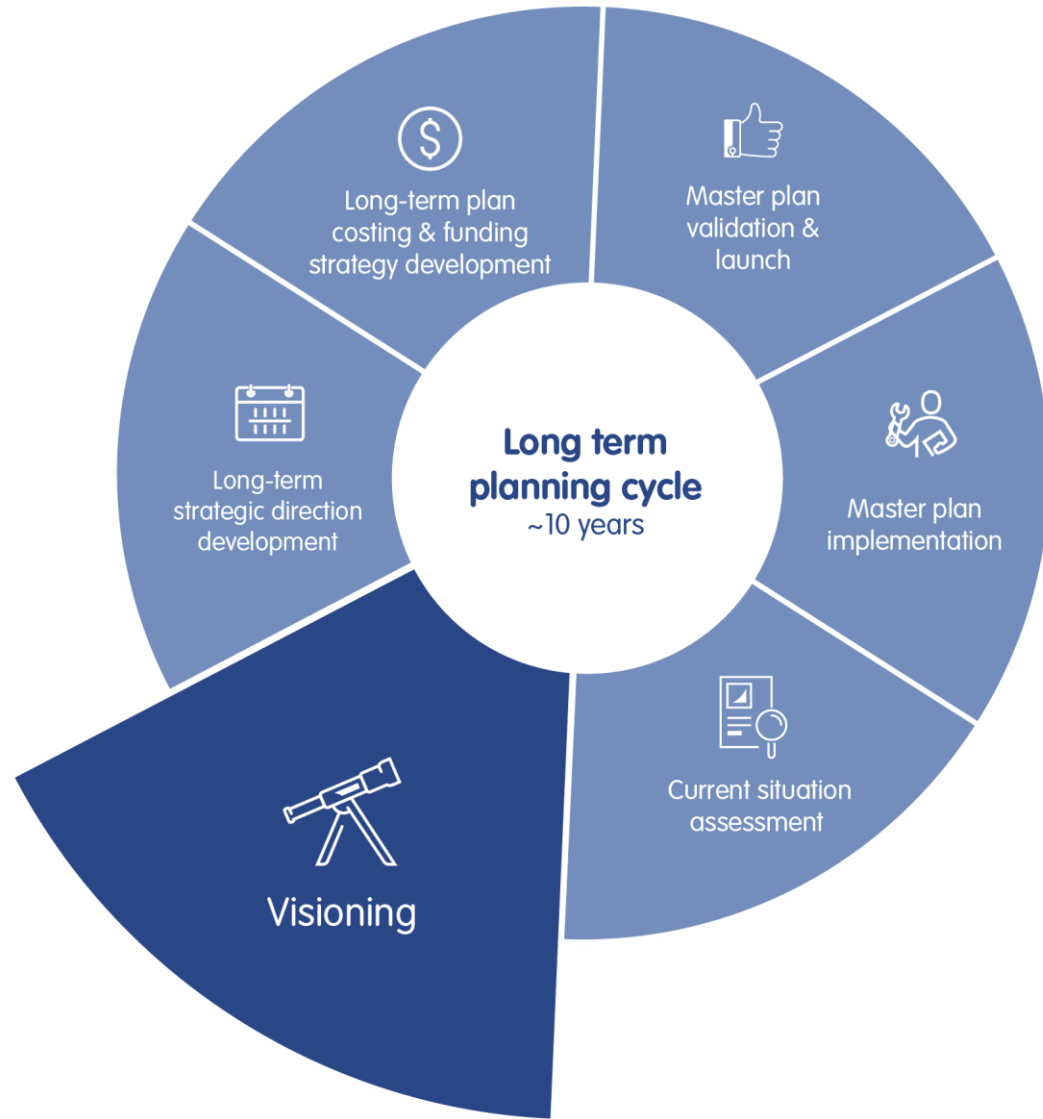 Long term
planning cycle
~10 years
$
Long-term plan
costing & funding
strategy development
Master plan
validation &
launch
Master plan
implementation
Current situation
assessment
Visioning
Long-term
strategic direction
development